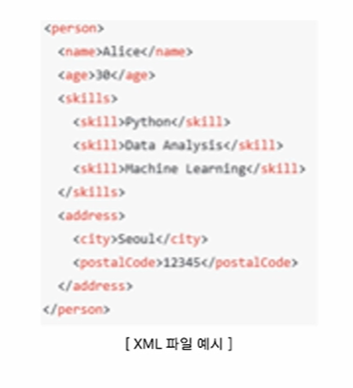 <person>
<name>Alice</name>
<age>30</age>
<skills>
<skill>Python</skill>
<skill>Data Analysis</skill>
<skill>Machine Learning</skill>
</skills>
<address>
<city>Seoul</city>
<postalCode>12345</postalCode>
</address>
</person>
[ XML 파일 예시 ]